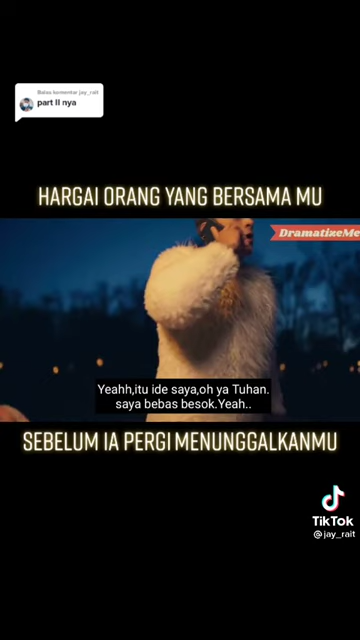 Balas komentar jay_rait
part II nya
HARGAI ORANG YANG BERSAMA MU
DramatizeMe
Yeahh,itu ide saya,oh ya Tuhan.
saya bebas besok.Yeah..
SEBELUM IA PERGI MENUNGGALKANMU
TikTok
@jay_rait